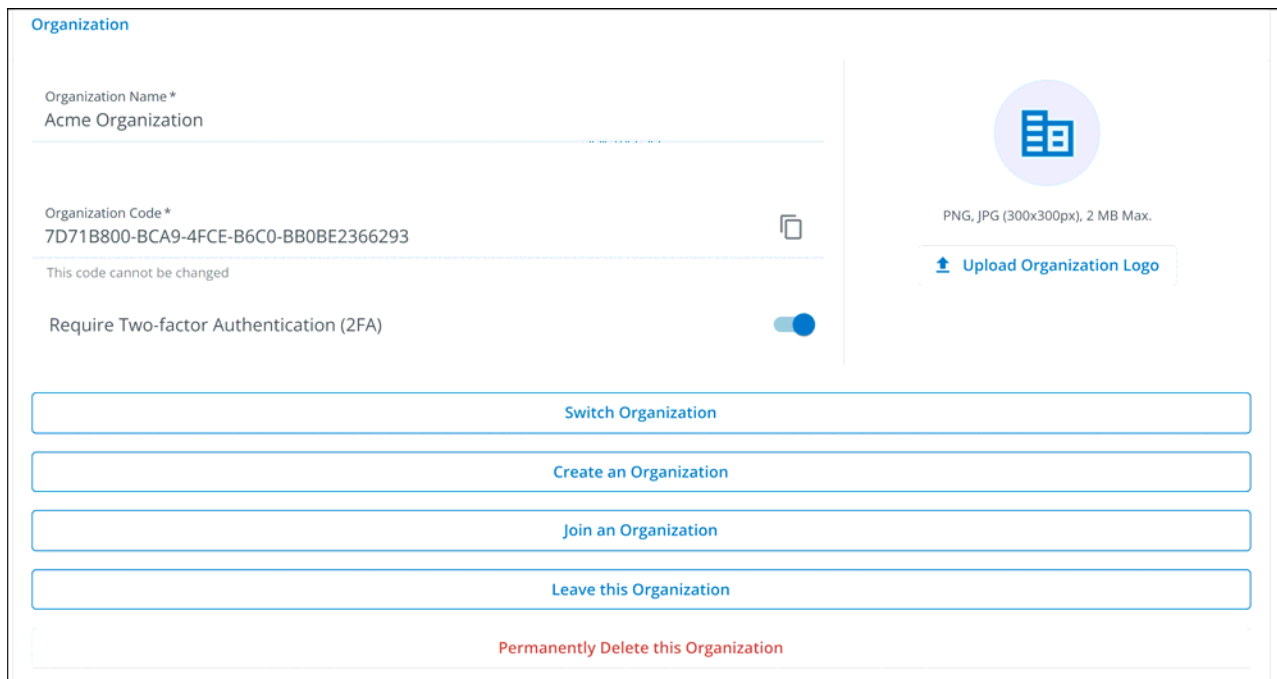 Organization
Organization Name *
Acme Organization
Organization Code *
7D71B800-BCA9-4FCE-B6C0-BB0BE2366293
This code cannot be changed
Require Two-factor Authentication (2FA)
PNG, JPG (300x300px), 2 MB Max.
Upload Organization Logo
Switch Organization
Create an Organization
Join an Organization
Leave this Organization
Permanently Delete this Organization